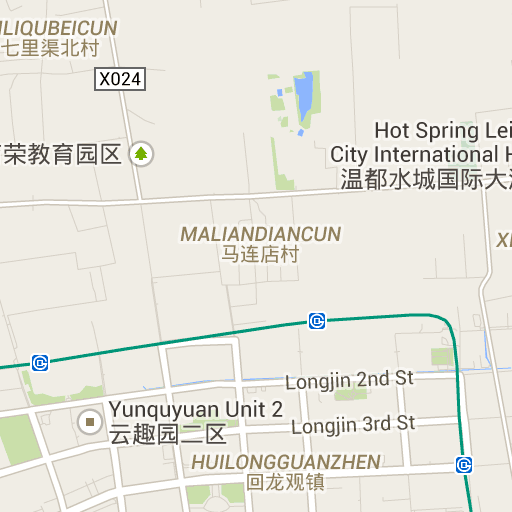 ILIQUBEICUN
七里渠北村
X024
荣教育园区
Hot Spring Lei
City International H
温都水城国际大
MALIANDIANCUN
马连店村
XI
Longjin 2nd St
Yunquyuan Unit 2
云趣园二区
Longjin 3rd St
HUILONGGUANZHEN
回龙观镇